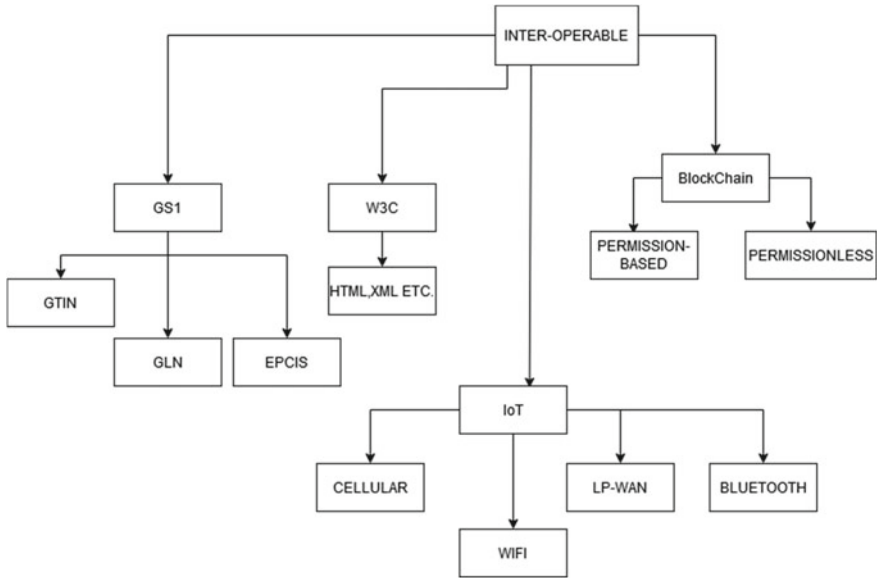 INTER-OPERABLE
GS1
W3C
BlockChain
PERMISSION-
BASED
PERMISSIONLESS
GTIN
HTML,XML ETC.
GLN
EPCIS
IoT
CELLULAR
LP-WAN
BLUETOOTH
WIFI